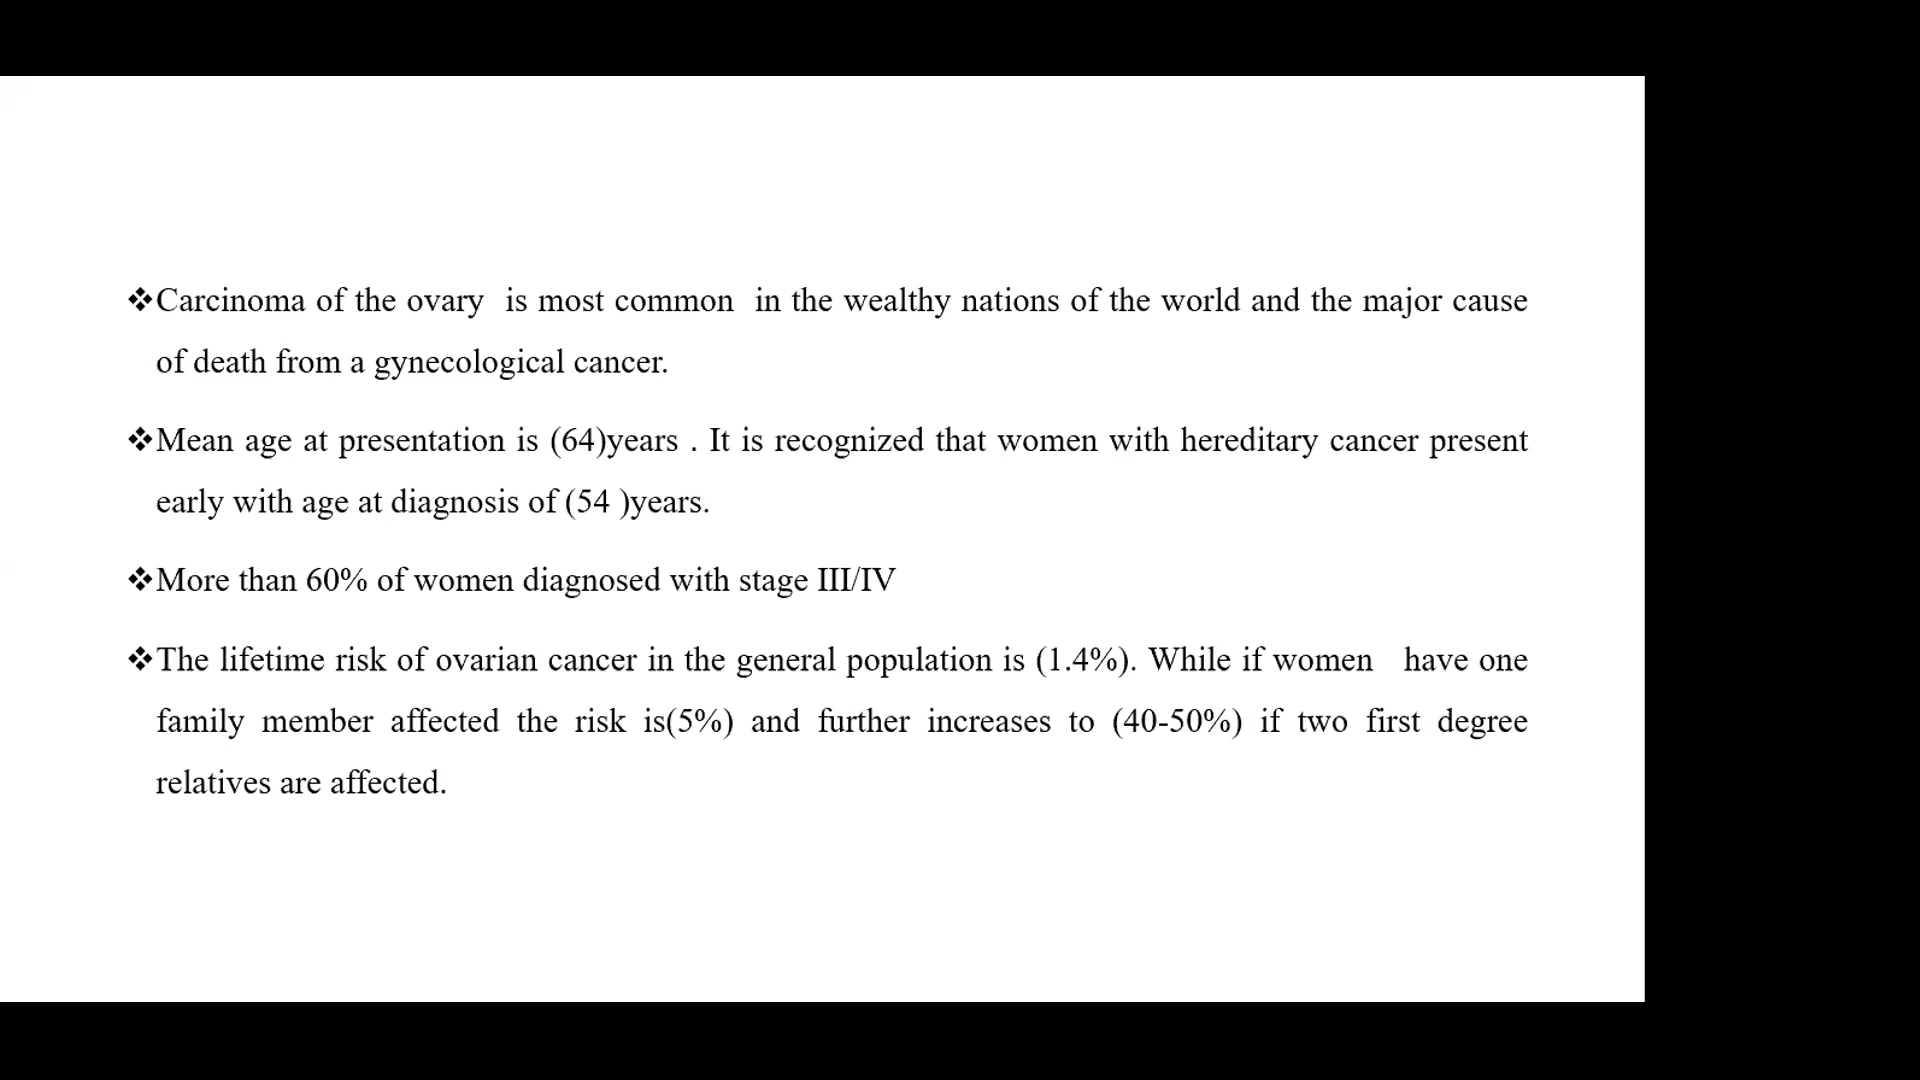 ❖Carcinoma of the ovary  is most common  in the wealthy nations of the world and the major cause
of death from a gynecological cancer.
❖Mean age at presentation is (64)years . It is recognized that women with hereditary cancer present
early with age at diagnosis of (54 )years.
❖More than 60% of women diagnosed with stage III/IV
❖The lifetime risk of ovarian cancer in the general population is (1.4%). While if women   have one
family member affected the risk is(5%) and further increases to (40-50%) if two first degree
relatives are affected.